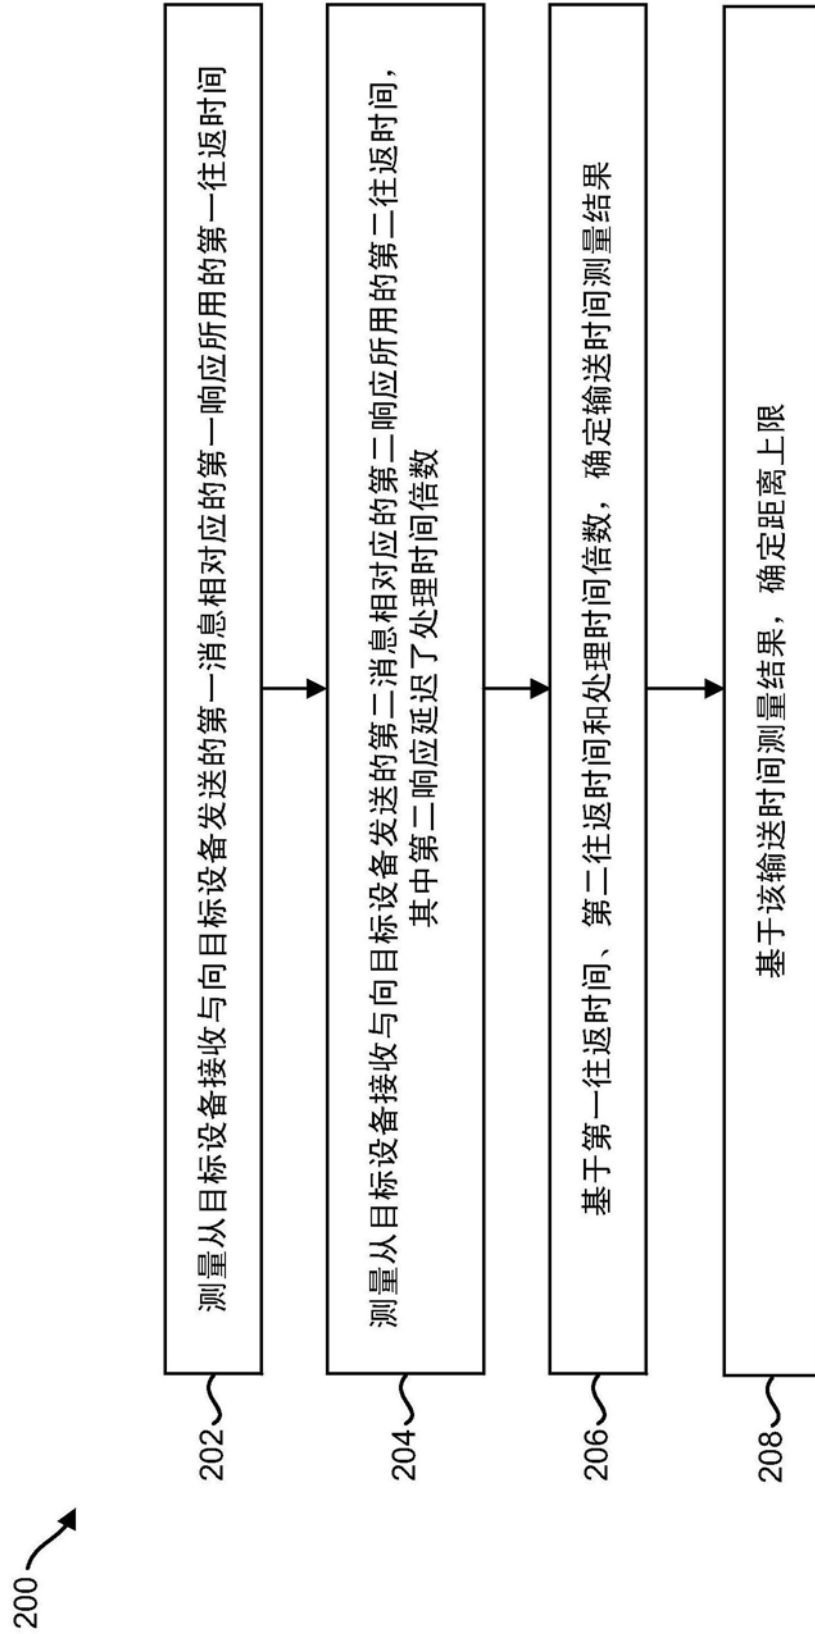 200
202
测量从目标设备接收与向目标设备发送的第一消息相对应的第一响应所用的第一往返时间
204
测量从目标设备接收与向目标设备发送的第二消息相对应的第二响应所用的第二往返时间，
其中第二响应延迟了处理时间倍数
206
基于第一往返时间、第二往返时间和处理时间倍数，确定输送时间测量结果
208
基于该输送时间测量结果，确定距离上限